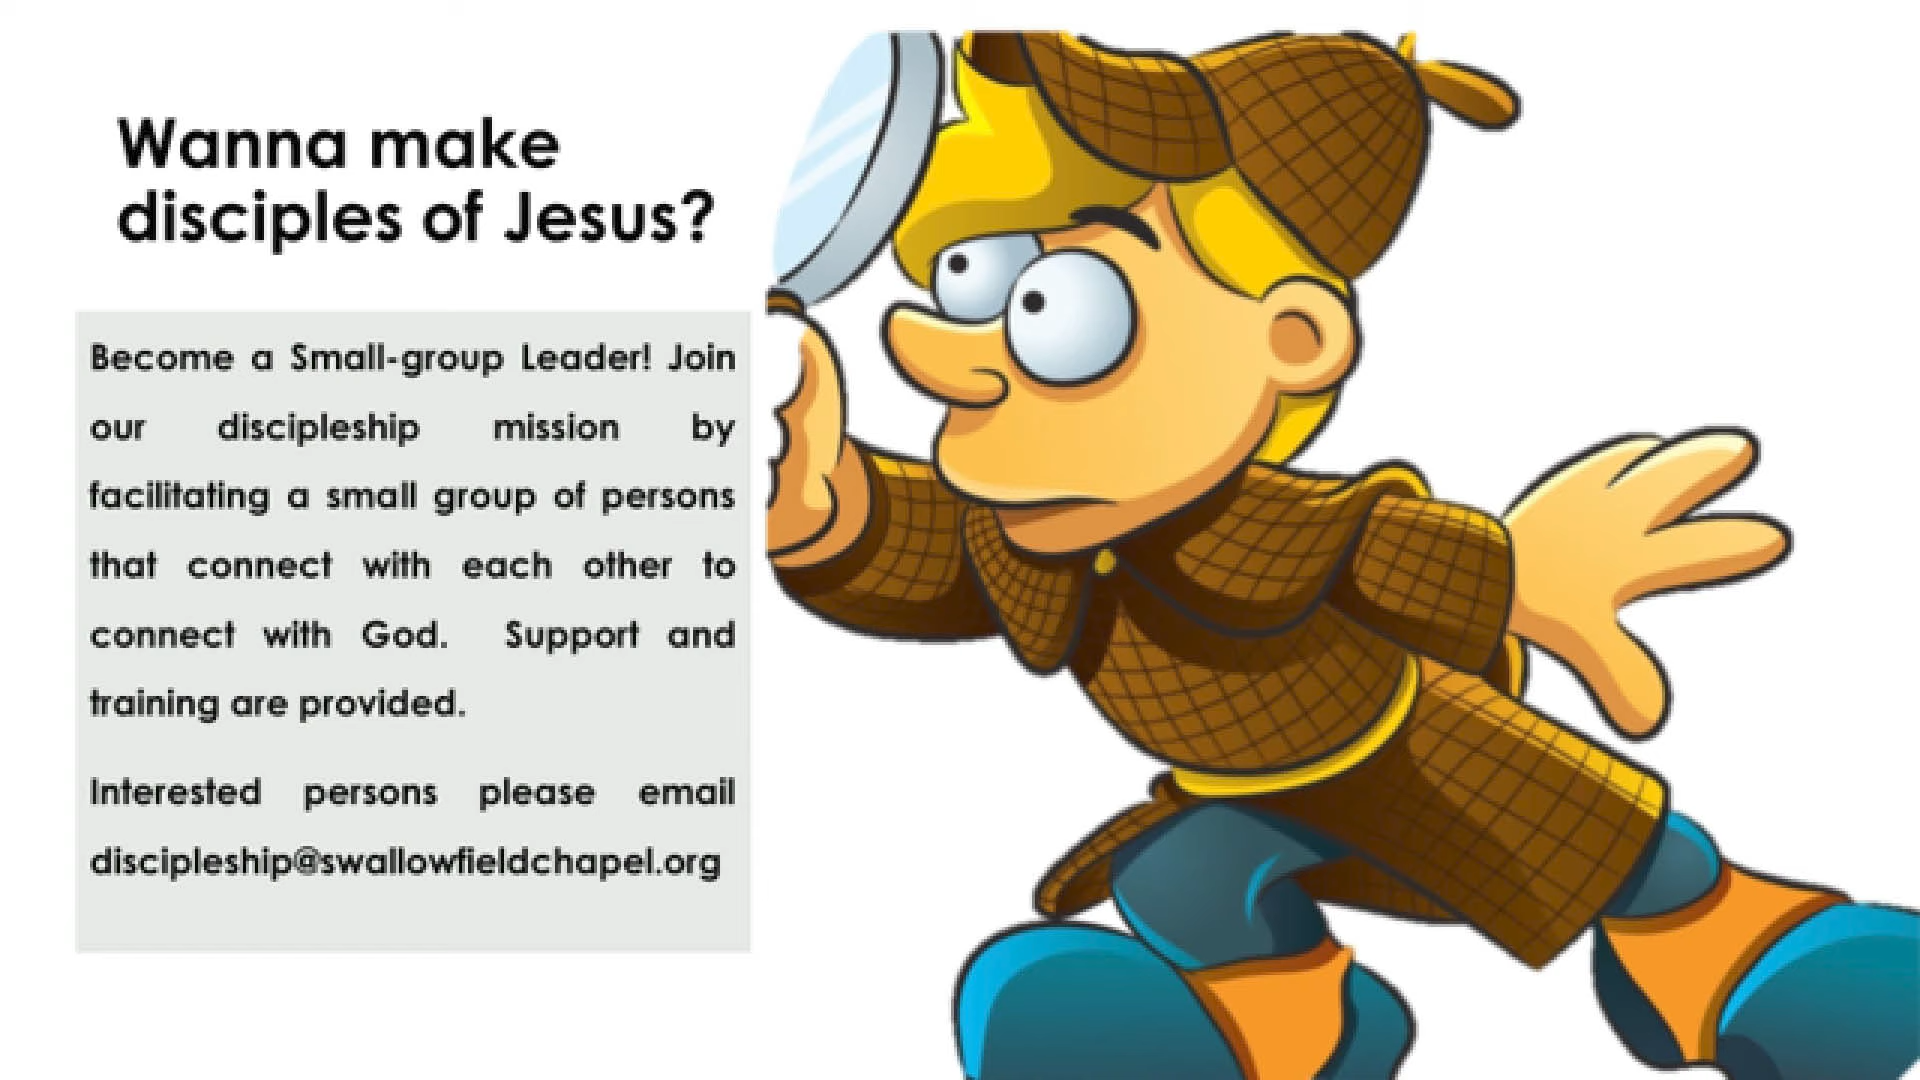 Wanna make
disciples of Jesus?
Become a Small-group Leader! Join
our discipleship mission by
facilitating a small group of persons
that connect with each other to
connect with God. Support and
training are provided.
Interested persons please email
discipleship@swallowfieldchapel.org